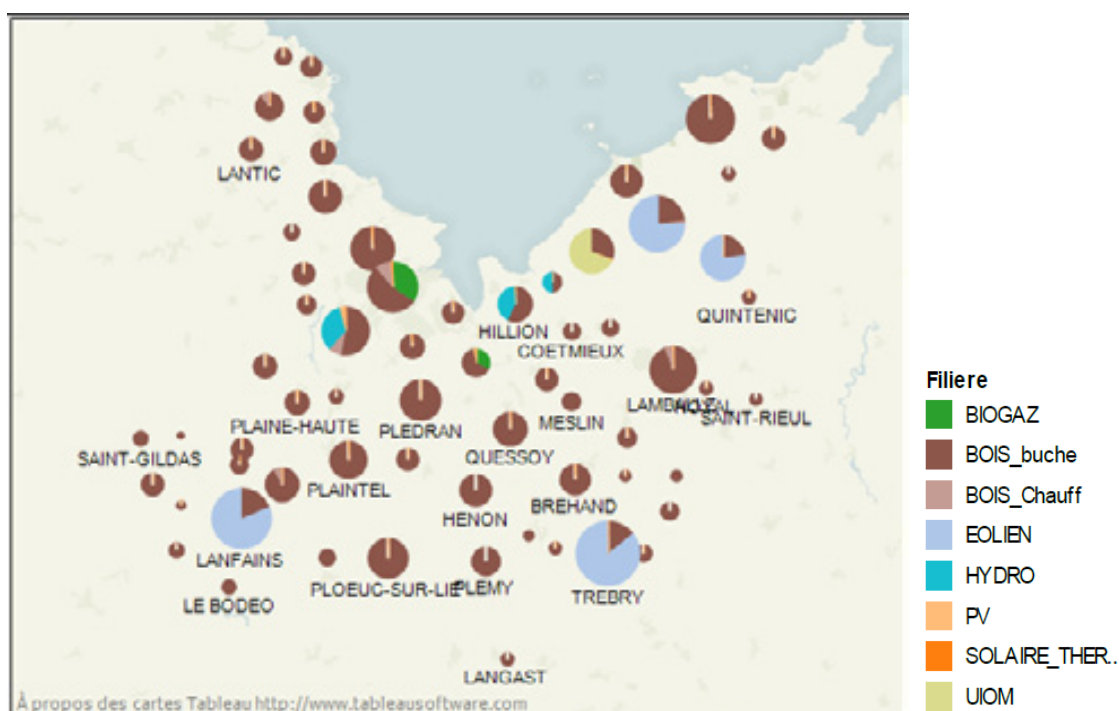 LANTIC
QUINTENIC
HILLION
COETMIEUX
SAINT-RIEUL
MESLIN
PLAINE-HAUTE
PLEDRAN
QUESSOY
SAINT-GILDAS
PLAINTEL
HENON
BREHAND
LANFAINS
LE BODEO
PLOEUC-SUR-LIE
PLEMY
TREBRY
LANGAST
À propos des cartes Tableau http://www.tableausoftware.com
Filiere
BIOGAZ
BOIS_buche
BOIS_Chauff
EOLIEN
HYDRO
PV
SOLAIRE_THER..
UIOM